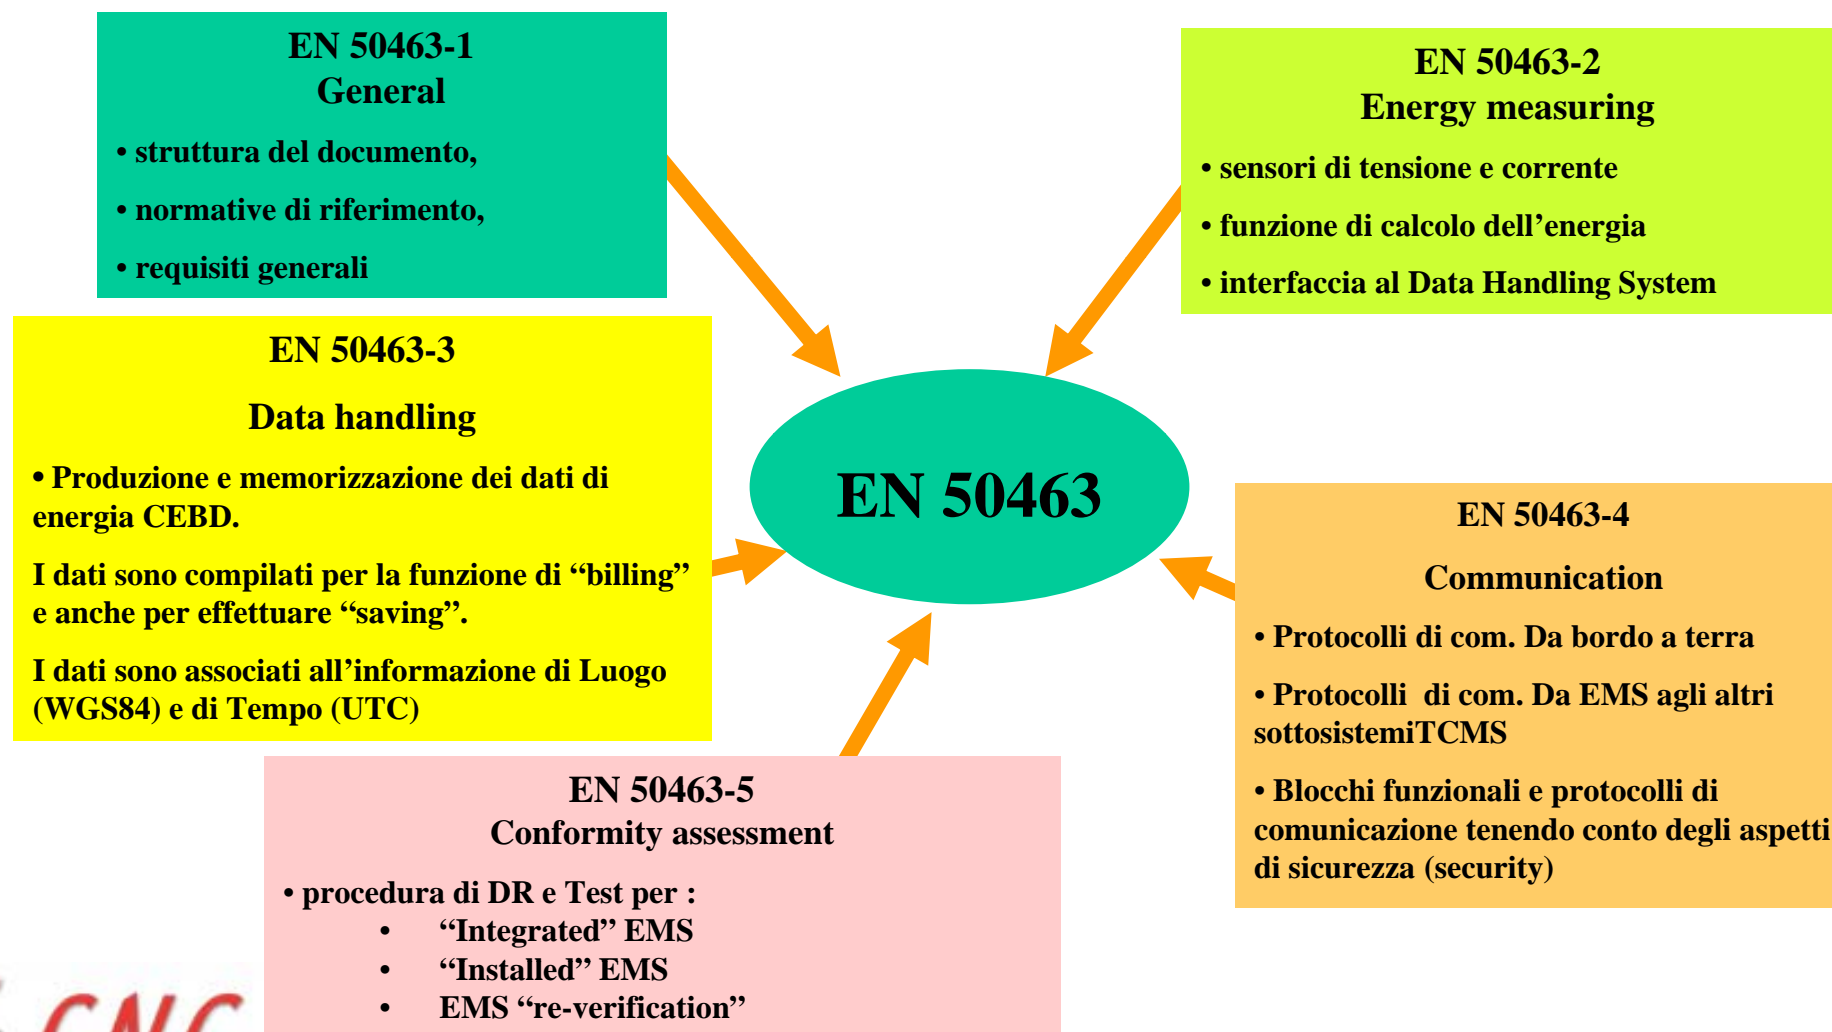 EN 50463-1
General
• struttura del documento,
• normative di riferimento,
• requisiti generali
EN 50463-2
Energy measuring
• sensori di tensione e corrente
• funzione di calcolo dell’energia
• interfaccia al Data Handling System
EN 50463-3
Data handling
• Produzione e memorizzazione dei dati di
energia CEBD.
I dati sono compilati per la funzione di “billing”
e anche per effettuare “saving”.
I dati sono associati all’informazione di Luogo
(WGS84) e di Tempo (UTC)
EN 50463
EN 50463-4
Communication
• Protocolli di com. Da bordo a terra
• Protocolli  di com. Da EMS agli altri
sottosistemiTCMS
• Blocchi funzionali e protocolli di
comunicazione tenendo conto degli aspetti
di sicurezza (security)
EN 50463-5
Conformity assessment
• procedura di DR e Test per :
• “Integrated” EMS
• “Installed” EMS
• EMS “re-verification”